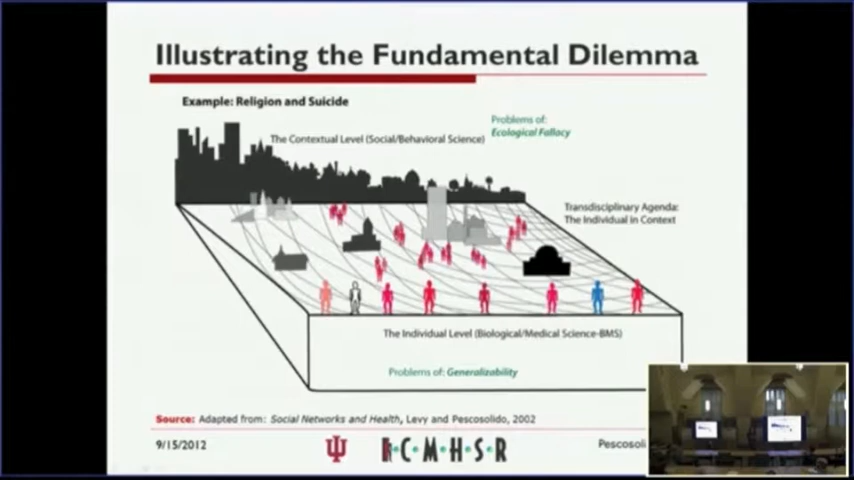 Illustrating the Fundamental Dilemma
Example: Religion and Suicide
Problems of:
Ecological Fallacy
The Contextual Level (Social/Behavioral Science)
Transdisciplinary Agenda:
The Individual in Context
The Individual Level (Biological/Medical Science-BMS)
Problems of: Generalizability
Source: Adapted from: Social Networks and Health, Levy and Pescosolido, 2002
9/15/2012
C·M·H·S·R
Pescosoli